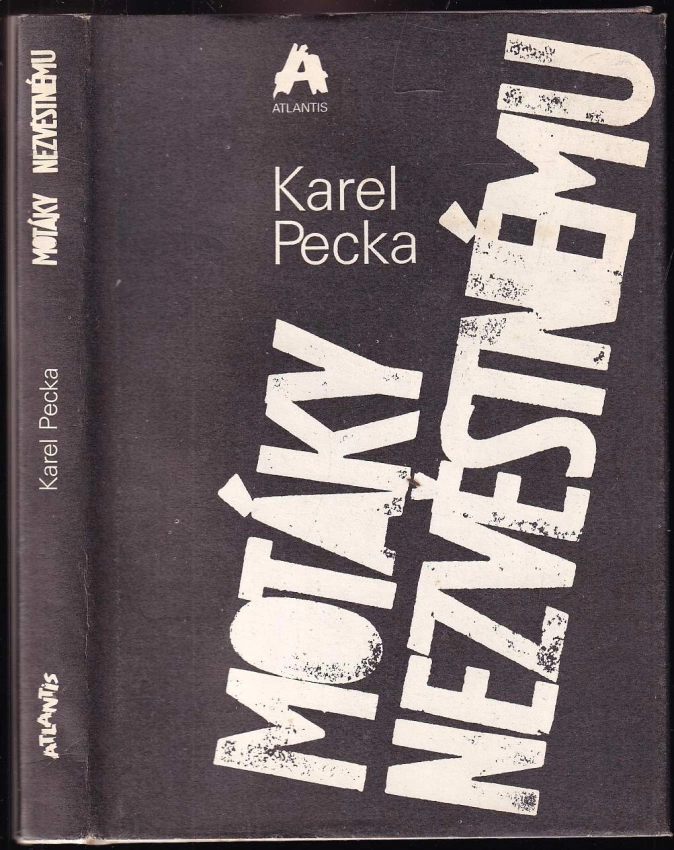 MOTÁKY NEZVĚSTNÉMU
Karel Pecka
ATLANTIS
ATLANTIS
Karel
Pecka
MOTÁKY
NEZVĚSTNÉMU